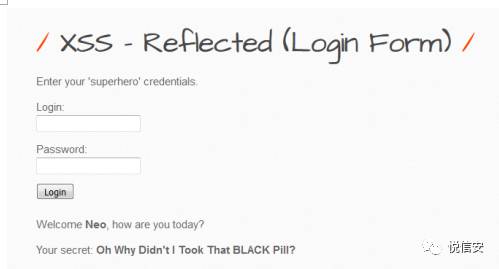 / XSS - Reflected (Login Form) /
Enter your 'superhero' credentials.
Login:
Password:
Login
Welcome Neo, how are you today?
Your secret: Oh Why Didn't I Took That BLACK Pill?
悦信安